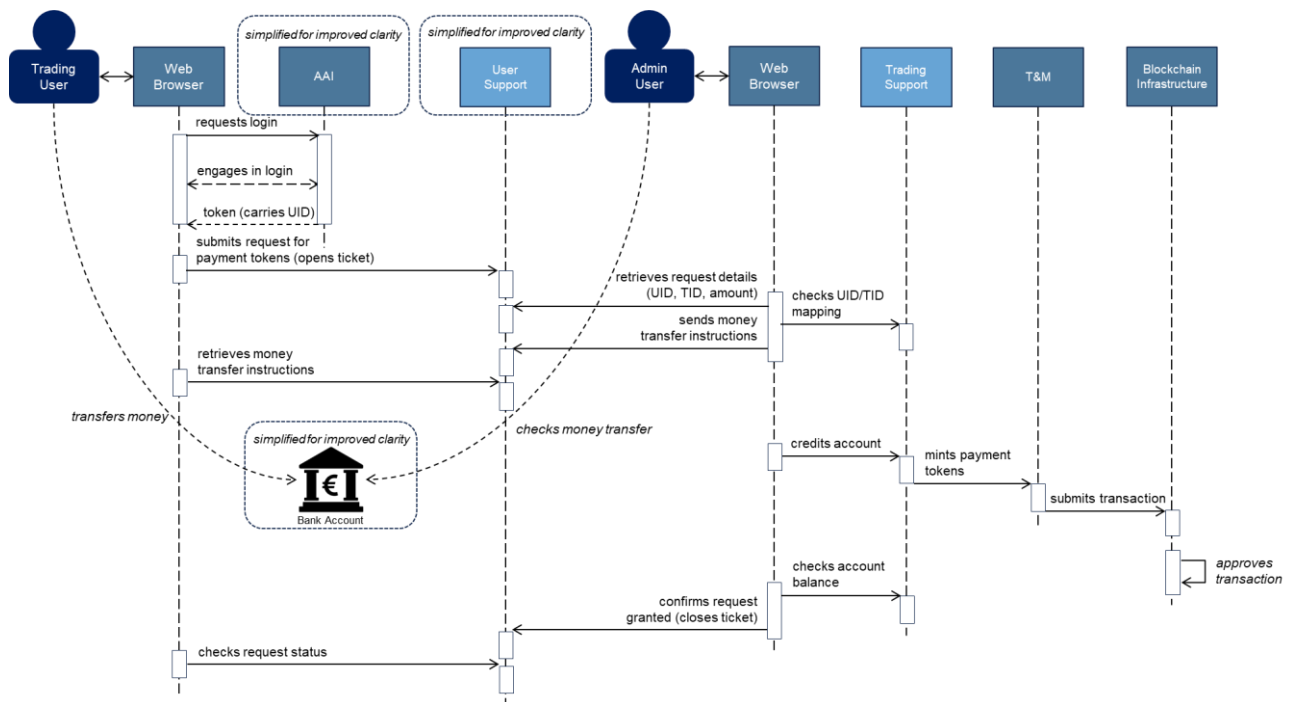 simplified for improved clarity
simplified for improved clarity
Trading
User
Web
Browser
AAI
User
Support
Admin
User
Web
Browser
Trading
Support
T&M
Blockchain
Infrastructure
requests login
engages in login
token (carries UID)
submits request for
payment tokens (opens ticket)
retrieves request details
(UID, TID, amount)
checks UID/TID
mapping
sends money
transfer instructions
retrieves money
transfer instructions
transfers money
simplified for improved clarity
€
Bank Account
checks money transfer
credits account
mints payment
tokens
submits transaction
approves
transaction
checks account
balance
confirms request
granted (closes ticket)
checks request status